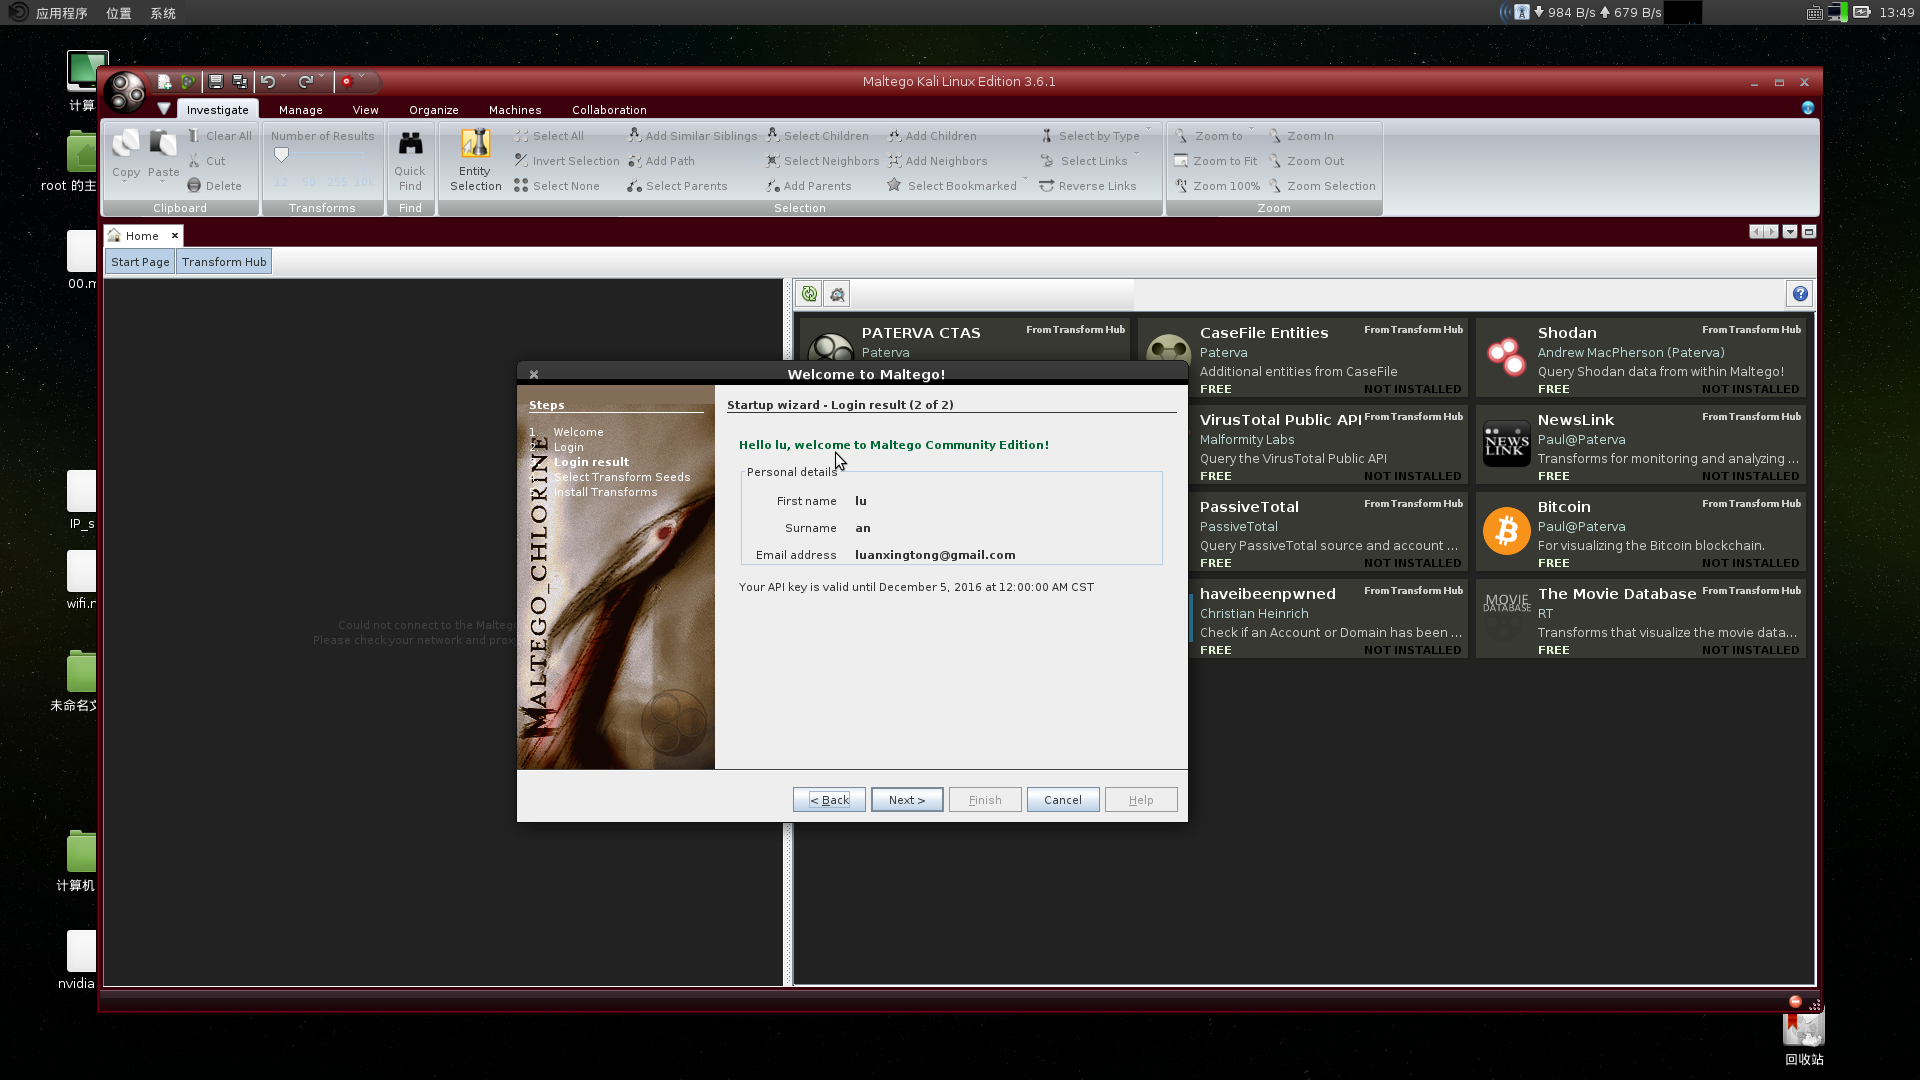 应用程序 位置 系统
984 B/s 679 B/s 13:49
Maltego Kali Linux Edition 3.6.1
Investigate Manage View Organize Machines Collaboration
Copy Paste Clear All Cut Delete
Clipboard
Number of Results
12 50 255 10k
Transforms
Quick Find
Find
Entity Selection
Select All Add Similar Siblings Select Children Add Children Select by Type
Invert Selection Add Path Select Neighbors Add Neighbors Select Links
Select None Select Parents Add Parents Select Bookmarked Reverse Links
Selection
Zoom to Zoom In
Zoom to Fit Zoom Out
Zoom 100% Zoom Selection
Zoom
Home
Start Page Transform Hub
计算
root 的主
00.m
IP_s
wifi.r
未命名文
计算机
nvidia
回收站
Could not connect to the Maltego
Please check your network and prox
PATERVA CTAS From Transform Hub
Paterva
CaseFile Entities From Transform Hub
Paterva
Additional entities from CaseFile
FREE NOT INSTALLED
Shodan From Transform Hub
Andrew MacPherson (Paterva)
Query Shodan data from within Maltego!
FREE NOT INSTALLED
VirusTotal Public API From Transform Hub
Malformity Labs
Query the VirusTotal Public API
FREE NOT INSTALLED
NEWS LINK
NewsLink From Transform Hub
Paul@Paterva
Transforms for monitoring and analyzing ...
FREE NOT INSTALLED
PassiveTotal From Transform Hub
PassiveTotal
Query PassiveTotal source and account ...
FREE NOT INSTALLED
Bitcoin From Transform Hub
Paul@Paterva
For visualizing the Bitcoin blockchain.
FREE NOT INSTALLED
haveibeenpwned From Transform Hub
Christian Heinrich
Check if an Account or Domain has been ...
FREE NOT INSTALLED
MOVIE DATABASE
The Movie Database From Transform Hub
RT
Transforms that visualize the movie data...
FREE NOT INSTALLED
Welcome to Maltego!
Steps
1. Welcome
Login
Login result
Select Transform Seeds
Install Transforms
MALTEGO_CHLORINE
Startup wizard - Login result (2 of 2)
Hello lu, welcome to Maltego Community Edition!
Personal details
First name lu
Surname an
Email address luanxingtong@gmail.com
Your API key is valid until December 5, 2016 at 12:00:00 AM CST
< Back Next > Finish Cancel Help